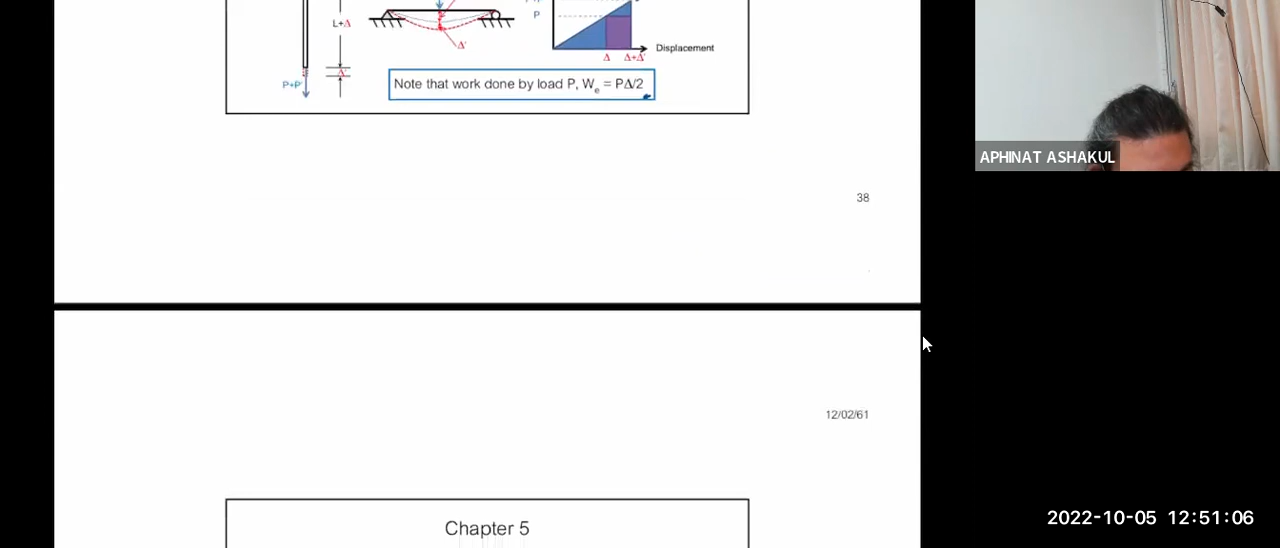 P
L+Δ
Δ'
Displacement
Δ Δ+Δ'
Δ'
P+P'
Note that work done by load P, We = PΔ/2
APHINAT ASHAKUL
38
12/02/61
Chapter 5
2022-10-05 12:51:06